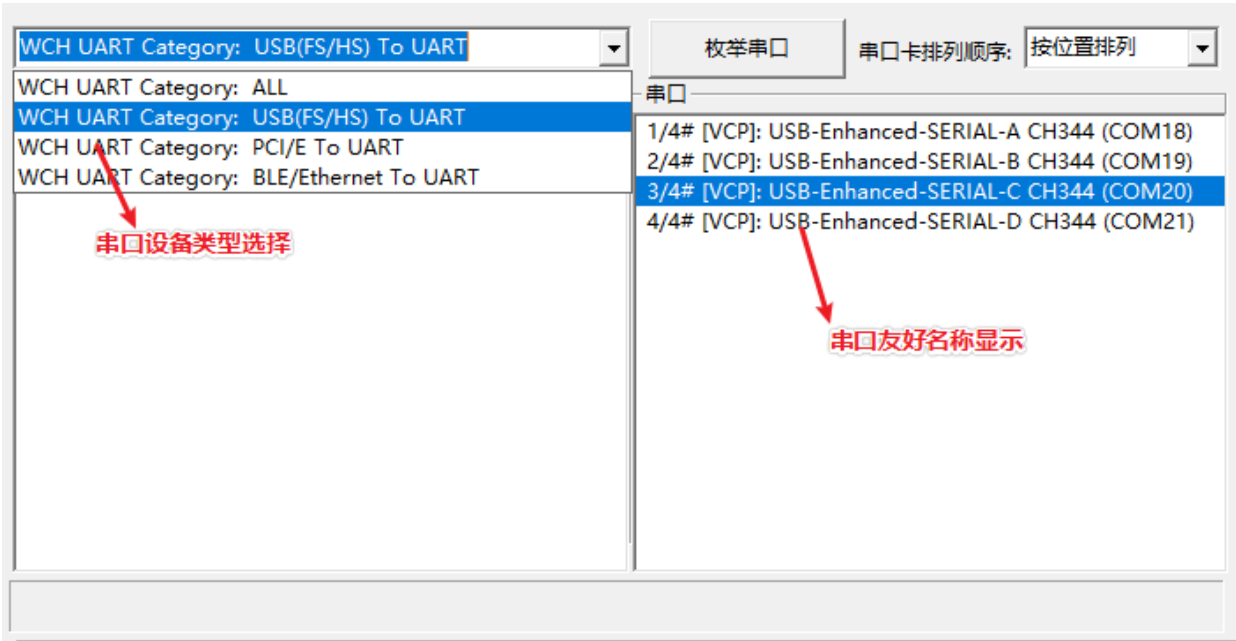 WCH UART Category:  USB(FS/HS) To UART
枚举串口
串口卡排列顺序:
按位置排列
WCH UART Category:  ALL
WCH UART Category:  USB(FS/HS) To UART
WCH UART Category:  PCI/E To UART
WCH UART Category:  BLE/Ethernet To UART
串口设备类型选择
串口
1/4# [VCP]: USB-Enhanced-SERIAL-A CH344 (COM18)
2/4# [VCP]: USB-Enhanced-SERIAL-B CH344 (COM19)
3/4# [VCP]: USB-Enhanced-SERIAL-C CH344 (COM20)
4/4# [VCP]: USB-Enhanced-SERIAL-D CH344 (COM21)
串口友好名称显示